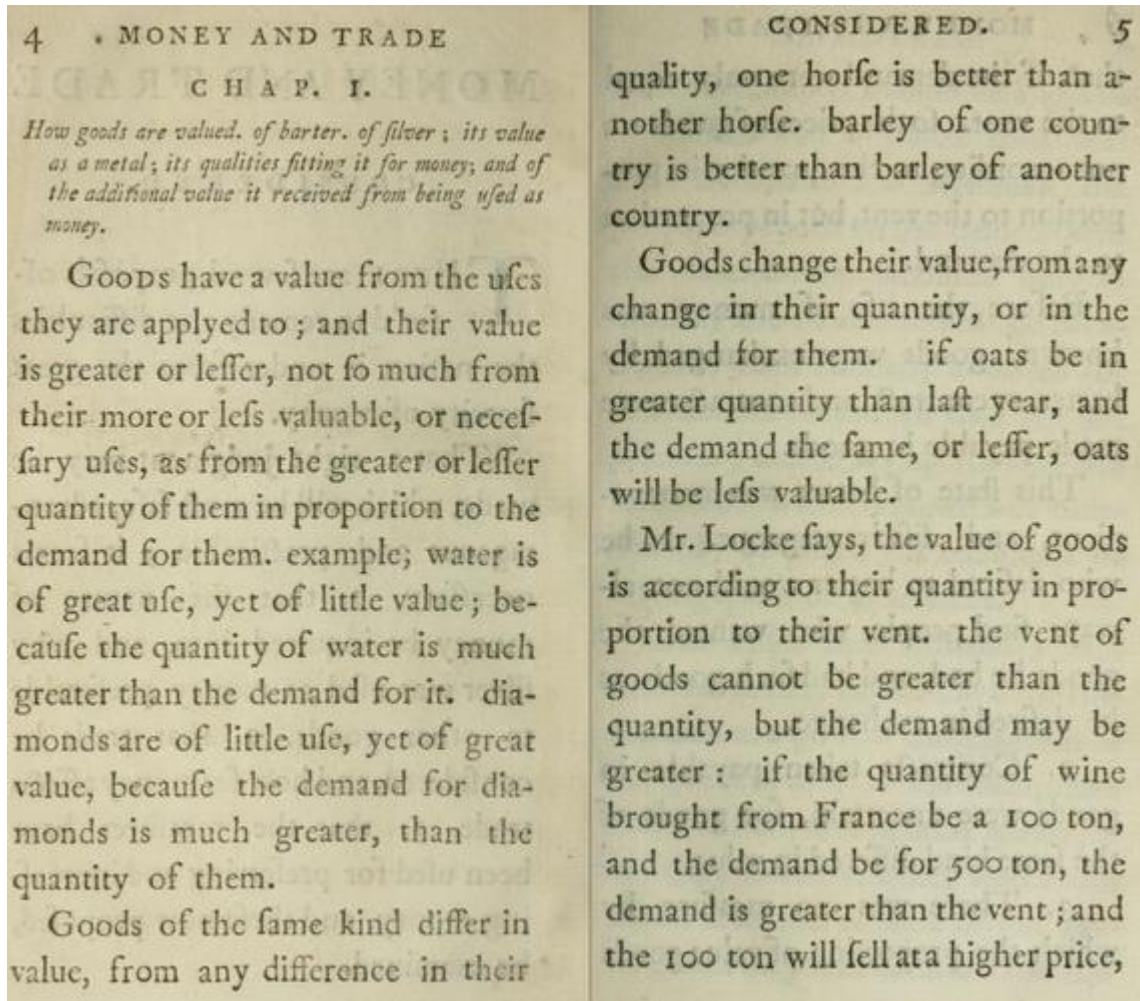 4 . MONEY AND TRADE
CHAP. I.
How goods are valued. of barter. of ſilver ; its value
as a metal; its qualities fitting it for money; and of
the additional value it received from being uſed as
money.
GOODS have a value from the uſes
they are applyed to ; and their value
is greater or leſſer, not ſo much from
their more or leſs valuable, or neceſ-
ſary uſes, as from the greater or leſſer
quantity of them in proportion to the
demand for them. example; water is
of great uſe, yet of little value ; be-
cauſe the quantity of water is much
greater than the demand for it. dia-
monds are of little uſe, yet of great
value, becauſe the demand for dia-
monds is much greater, than the
quantity of them.
Goods of the ſame kind differ in
value, from any difference in their
CONSIDERED. 5
quality, one horſe is better than a-
nother horſe. barley of one coun-
try is better than barley of another
country.
Goods change their value, from any
change in their quantity, or in the
demand for them. if oats be in
greater quantity than laſt year, and
the demand the ſame, or leſſer, oats
will be leſs valuable.
Mr. Locke ſays, the value of goods
is according to their quantity in pro-
portion to their vent. the vent of
goods cannot be greater than the
quantity, but the demand may be
greater : if the quantity of wine
brought from France be a 100 ton,
and the demand be for 500 ton, the
demand is greater than the vent ; and
the 100 ton will ſell at a higher price,